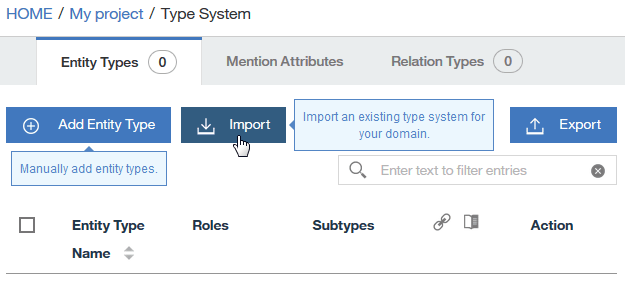 HOME / My project / Type System
Entity Types 0
Mention Attributes
Relation Types 0
Add Entity Type
Import
Import an existing type system for
your domain.
Export
Manually add entity types.
Enter text to filter entries
Entity Type
Name
Roles
Subtypes
Action